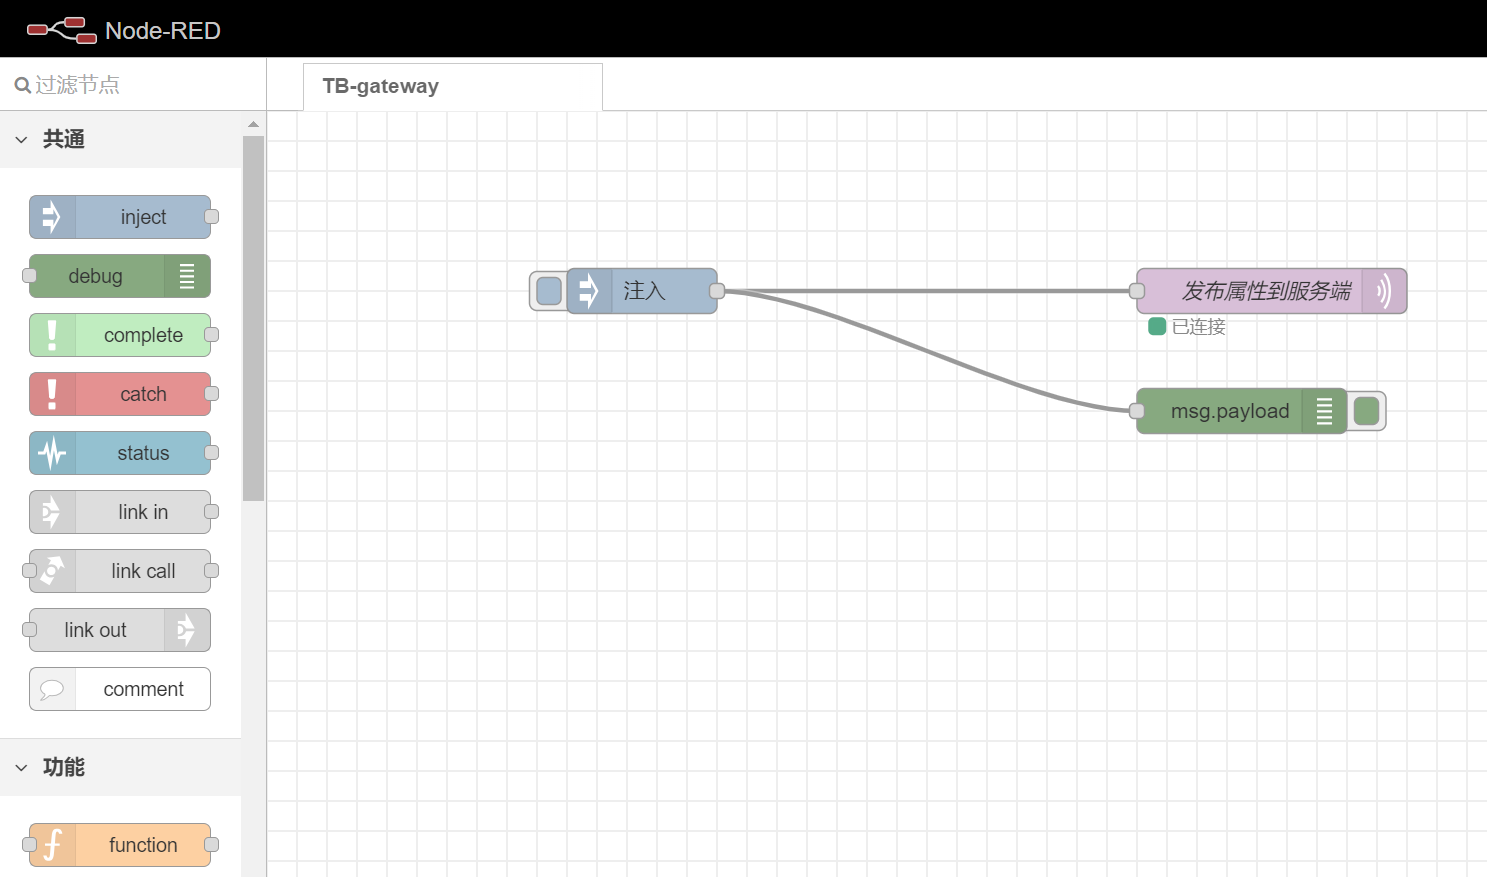 Node-RED
过滤节点
TB-gateway
共通
inject
debug
complete
catch
status
link in
link call
link out
comment
功能
function
注入
发布属性到服务端
已连接
msg.payload